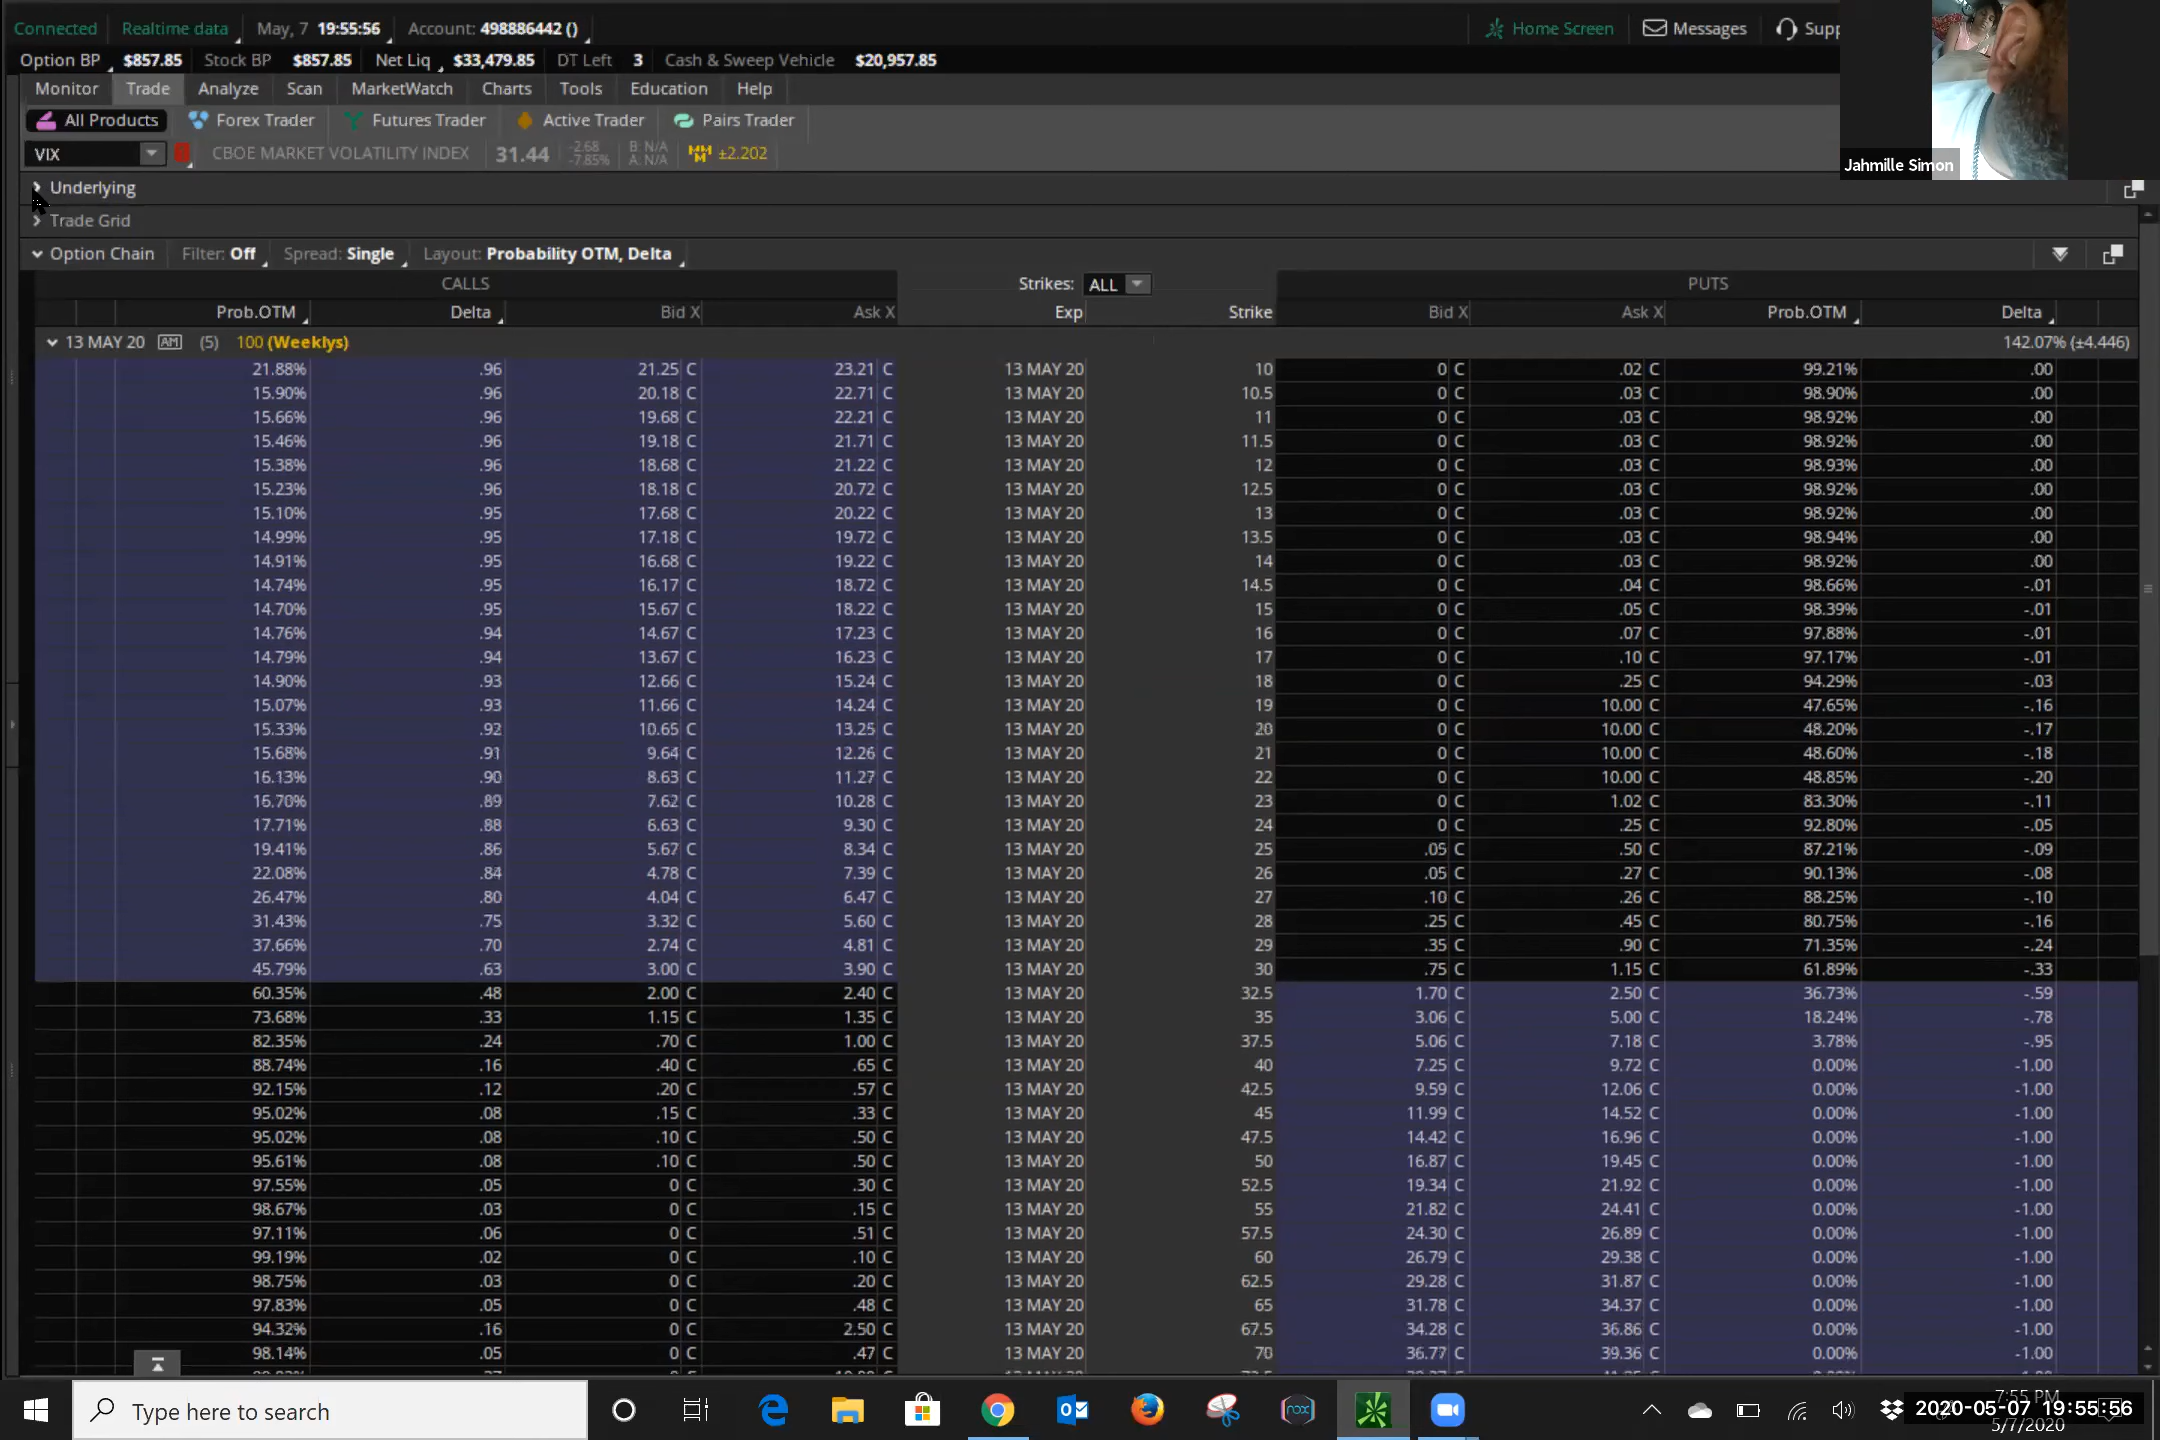 Connected Realtime data May, 7 19:55:56 Account: 498886442 () Home Screen Messages Supp
Option BP $857.85 Stock BP $857.85 Net Liq $33,479.85 DT Left 3 Cash & Sweep Vehicle $20,957.85
Monitor Trade Analyze Scan MarketWatch Charts Tools Education Help
All Products Forex Trader Futures Trader Active Trader Pairs Trader
VIX CBOE MARKET VOLATILITY INDEX 31.44 -2.68 -7.85% B: N/A A: N/A ±2.202
Jahmille Simon
Underlying
Trade Grid
Option Chain Filter: Off Spread: Single Layout: Probability OTM, Delta
CALLS Strikes: ALL PUTS
Prob.OTM Delta Bid X Ask X Exp Strike Bid X Ask X Prob.OTM Delta
13 MAY 20 AM (5) 100 (Weeklys) 142.07% (±4.446)
21.88% .96 21.25 C 23.21 C 13 MAY 20 10 0 C .02 C 99.21% .00
15.90% .96 20.18 C 22.71 C 13 MAY 20 10.5 0 C .03 C 98.90% .00
15.66% .96 19.68 C 22.21 C 13 MAY 20 11 0 C .03 C 98.92% .00
15.46% .96 19.18 C 21.71 C 13 MAY 20 11.5 0 C .03 C 98.92% .00
15.38% .96 18.68 C 21.22 C 13 MAY 20 12 0 C .03 C 98.93% .00
15.23% .96 18.18 C 20.72 C 13 MAY 20 12.5 0 C .03 C 98.92% .00
15.10% .95 17.68 C 20.22 C 13 MAY 20 13 0 C .03 C 98.92% .00
14.99% .95 17.18 C 19.72 C 13 MAY 20 13.5 0 C .03 C 98.94% .00
14.91% .95 16.68 C 19.22 C 13 MAY 20 14 0 C .03 C 98.92% .00
14.74% .95 16.17 C 18.72 C 13 MAY 20 14.5 0 C .04 C 98.66% -.01
14.70% .95 15.67 C 18.22 C 13 MAY 20 15 0 C .05 C 98.39% -.01
14.76% .94 14.67 C 17.23 C 13 MAY 20 16 0 C .07 C 97.88% -.01
14.79% .94 13.67 C 16.23 C 13 MAY 20 17 0 C .10 C 97.17% -.01
14.90% .93 12.66 C 15.24 C 13 MAY 20 18 0 C .25 C 94.29% -.03
15.07% .93 11.66 C 14.24 C 13 MAY 20 19 0 C 10.00 C 47.65% -.16
15.33% .92 10.65 C 13.25 C 13 MAY 20 20 0 C 10.00 C 48.20% -.17
15.68% .91 9.64 C 12.26 C 13 MAY 20 21 0 C 10.00 C 48.60% -.18
16.13% .90 8.63 C 11.27 C 13 MAY 20 22 0 C 10.00 C 48.85% -.20
16.70% .89 7.62 C 10.28 C 13 MAY 20 23 0 C 1.02 C 83.30% -.11
17.71% .88 6.63 C 9.30 C 13 MAY 20 24 0 C .25 C 92.80% -.05
19.41% .86 5.67 C 8.34 C 13 MAY 20 25 .05 C .50 C 87.21% -.09
22.08% .84 4.78 C 7.39 C 13 MAY 20 26 .05 C .27 C 90.13% -.08
26.47% .80 4.04 C 6.47 C 13 MAY 20 27 .10 C .26 C 88.25% -.10
31.43% .75 3.32 C 5.60 C 13 MAY 20 28 .25 C .45 C 80.75% -.16
37.66% .70 2.74 C 4.81 C 13 MAY 20 29 .35 C .90 C 71.35% -.24
45.79% .63 3.00 C 3.90 C 13 MAY 20 30 .75 C 1.15 C 61.89% -.33
60.35% .48 2.00 C 2.40 C 13 MAY 20 32.5 1.70 C 2.50 C 36.73% -.59
73.68% .33 1.15 C 1.35 C 13 MAY 20 35 3.06 C 5.00 C 18.24% -.78
82.35% .24 .70 C 1.00 C 13 MAY 20 37.5 5.06 C 7.18 C 3.78% -.95
88.74% .16 .40 C .65 C 13 MAY 20 40 7.25 C 9.72 C 0.00% -1.00
92.15% .12 .20 C .57 C 13 MAY 20 42.5 9.59 C 12.06 C 0.00% -1.00
95.02% .08 .15 C .33 C 13 MAY 20 45 11.99 C 14.52 C 0.00% -1.00
95.02% .08 .10 C .50 C 13 MAY 20 47.5 14.42 C 16.96 C 0.00% -1.00
95.61% .08 .10 C .50 C 13 MAY 20 50 16.87 C 19.45 C 0.00% -1.00
97.55% .05 0 C .30 C 13 MAY 20 52.5 19.34 C 21.92 C 0.00% -1.00
98.67% .03 0 C .15 C 13 MAY 20 55 21.82 C 24.41 C 0.00% -1.00
97.11% .06 0 C .51 C 13 MAY 20 57.5 24.30 C 26.89 C 0.00% -1.00
99.19% .02 0 C .10 C 13 MAY 20 60 26.79 C 29.38 C 0.00% -1.00
98.75% .03 0 C .20 C 13 MAY 20 62.5 29.28 C 31.87 C 0.00% -1.00
97.83% .05 0 C .48 C 13 MAY 20 65 31.78 C 34.37 C 0.00% -1.00
94.32% .16 0 C 2.50 C 13 MAY 20 67.5 34.28 C 36.86 C 0.00% -1.00
98.14% .05 0 C .47 C 13 MAY 20 70 36.77 C 39.36 C 0.00% -1.00
Type here to search
7:55 PM
2020-05-07 19:55:56
5/7/2020